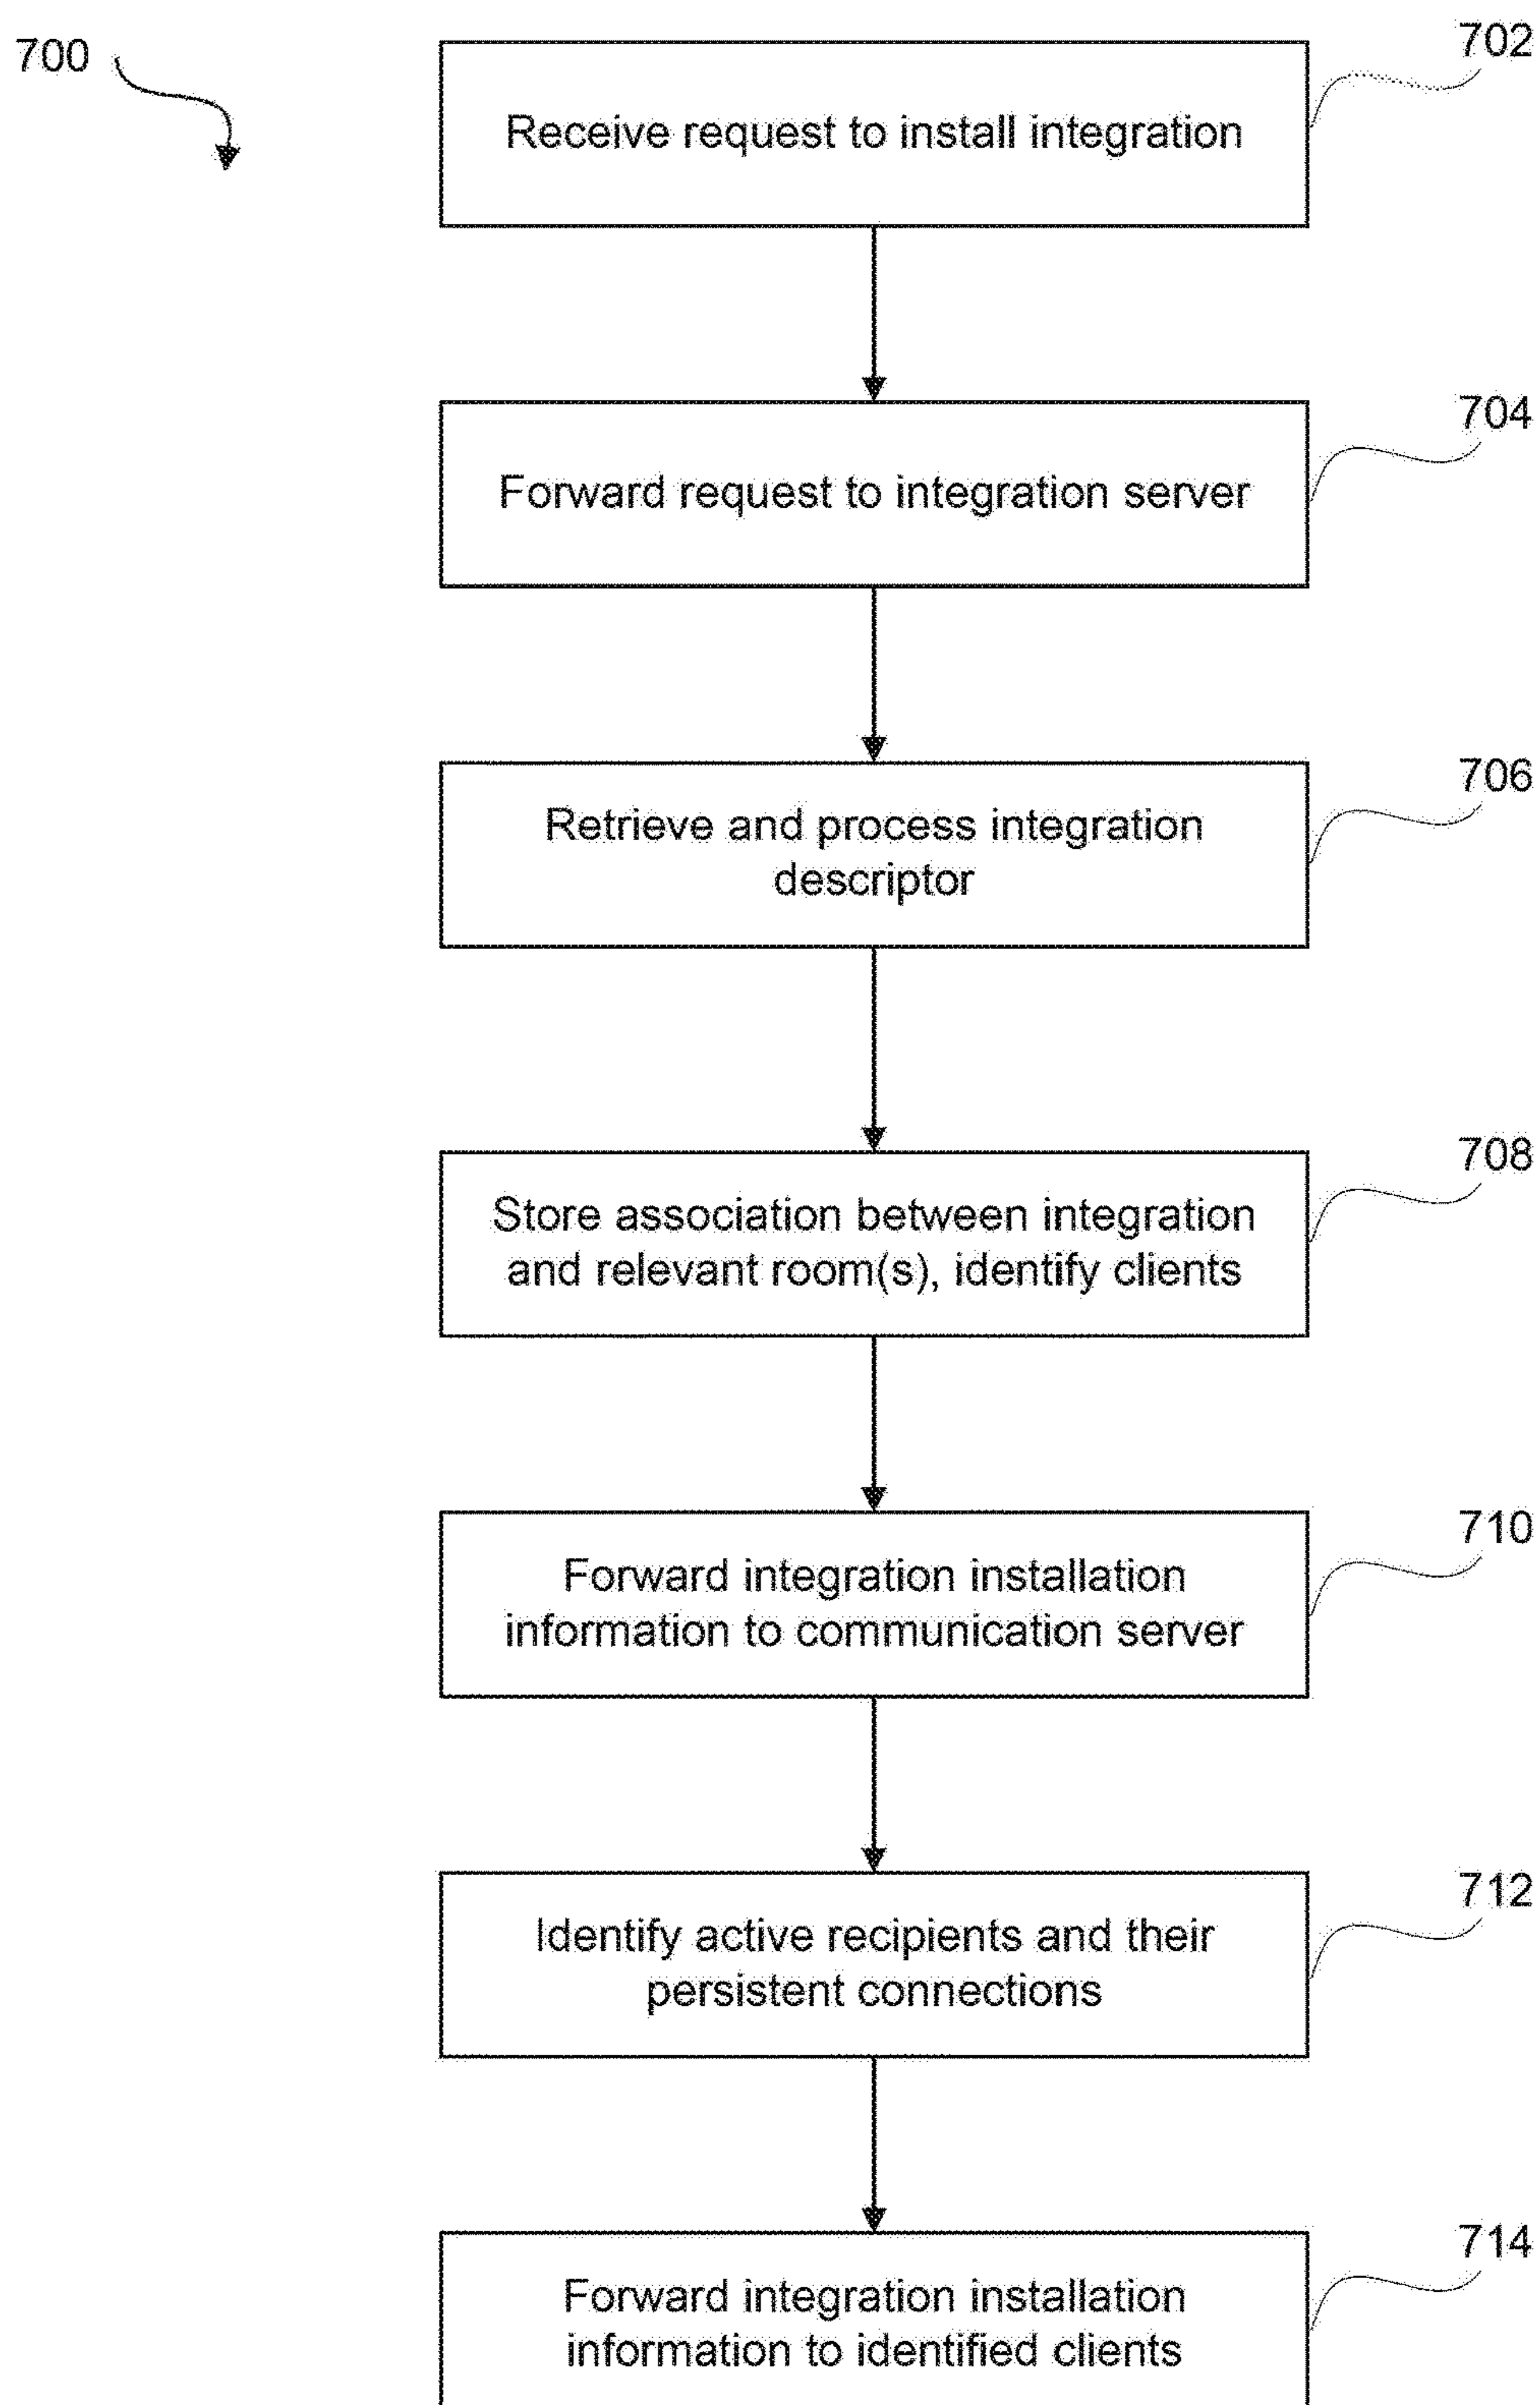 700
702
Receive request to install integration
704
Forward request to integration server
706
Retrieve and process integration
descriptor
708
Store association between integration
and relevant room(s), identify clients
710
Forward integration installation
information to communication server
712
Identify active recipients and their
persistent connections
714
Forward integration installation
information to identified clients